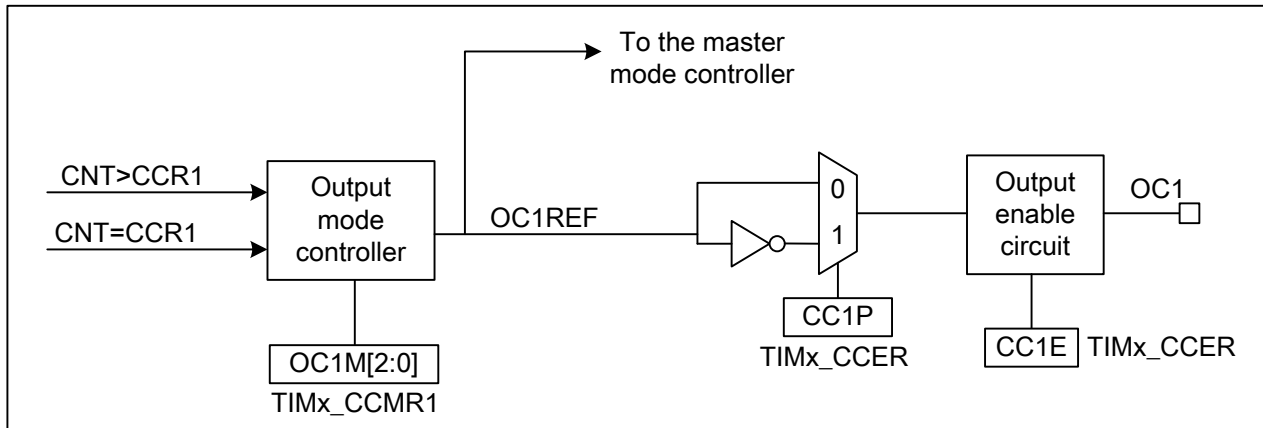 To the master
mode controller
CNT>CCR1
CNT=CCR1
Output
mode
controller
OC1REF
0
1
Output
enable
circuit
OC1
CC1P
TIMx_CCER
CC1E
TIMx_CCER
OC1M[2:0]
TIMx_CCMR1